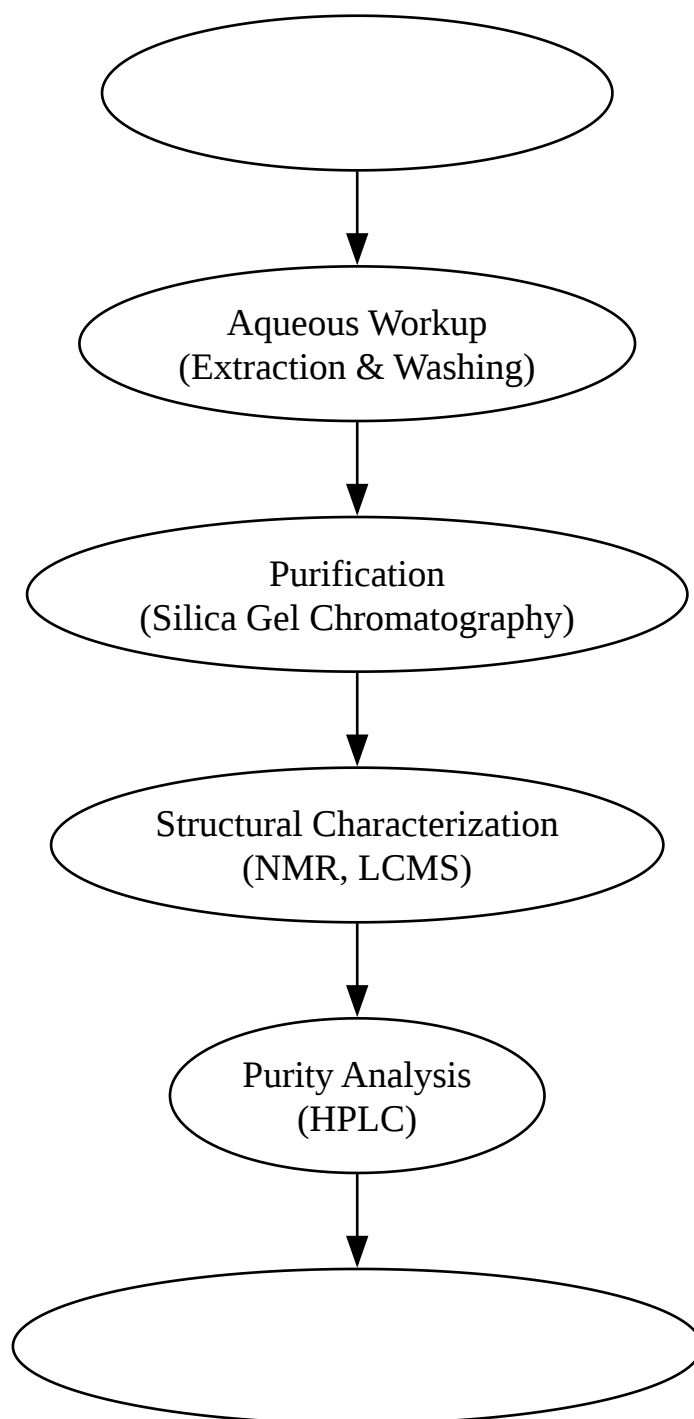 Aqueous Workup
(Extraction & Washing)
Purification
(Silica Gel Chromatography)
Structural Characterization
(NMR, LCMS)
Purity Analysis
(HPLC)